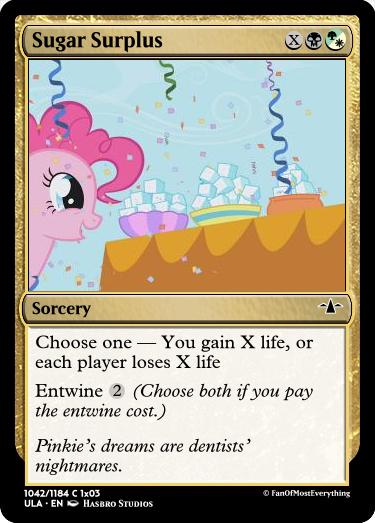 Sugar Surplus X
Sorcery
Choose one — You gain X life, or
each player loses X life
Entwine 2 (Choose both if you pay
the entwine cost.)
Pinkie's dreams are dentists'
nightmares.
1042/1184 C 1x03
ULA • EN Hasbro Studios © FanOfMostEverything